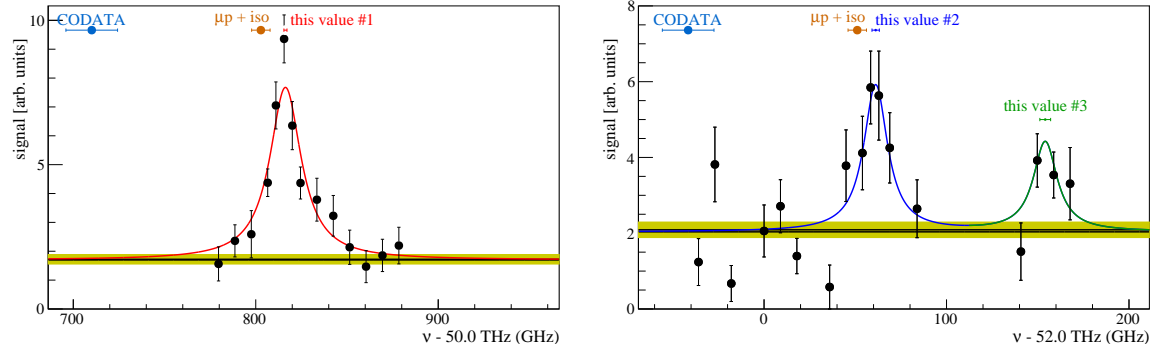 CODATA
μp + iso
this value #1
signal [arb. units]
10
5
0
700
800
900
ν - 50.0 THz (GHz)
CODATA
μp + iso
this value #2
this value #3
signal [arb. units]
8
6
4
2
0
0
100
200
ν - 52.0 THz (GHz)